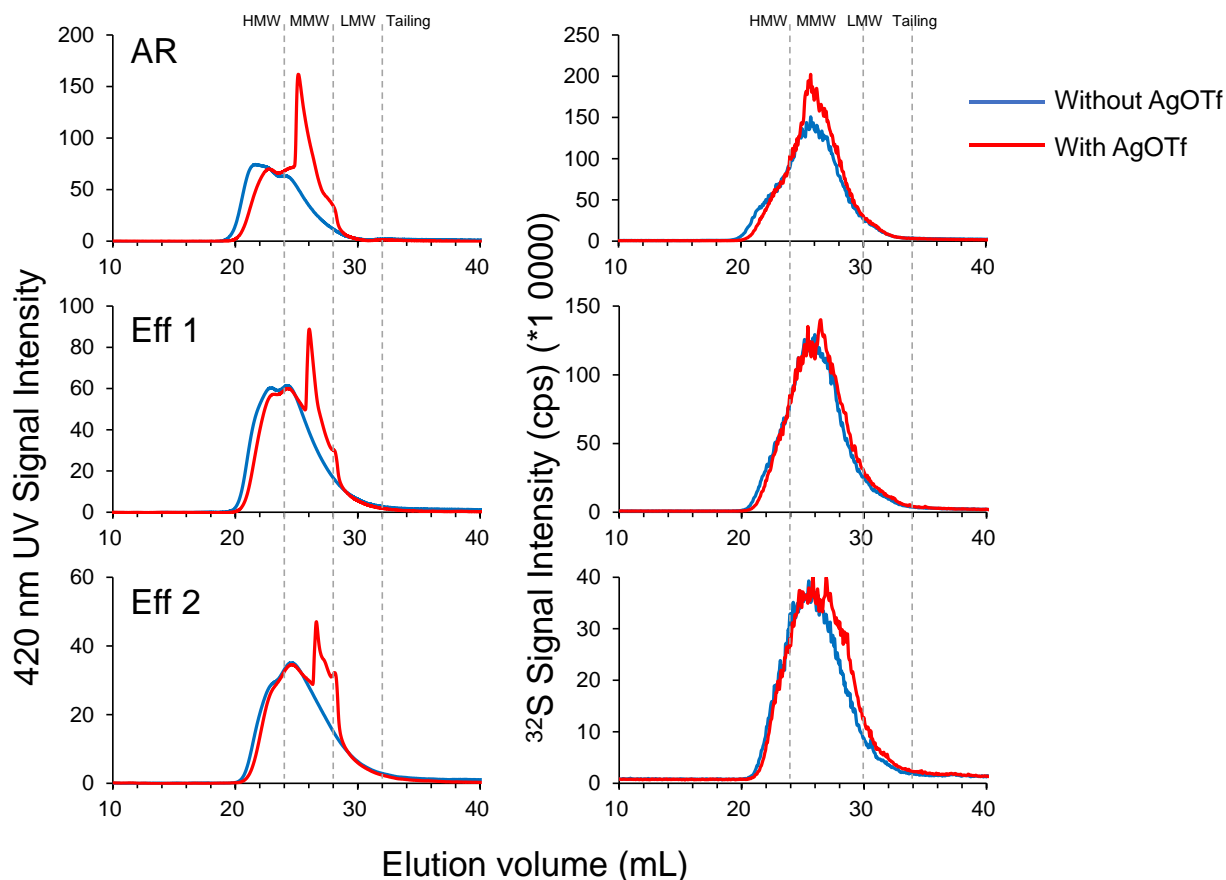 HMW MMW LMW Tailing
HMW MMW LMW Tailing
AR
200
150
100
50
0
10 20 30 40
250
200
150
100
50
0
10 20 30 40
Without AgOTf
With AgOTf
Eff 1
100
80
60
40
20
0
10 20 30 40
150
100
50
0
10 20 30 40
Eff 2
60
40
20
0
10 20 30 40
40
30
20
10
0
10 20 30 40
420 nm UV Signal Intensity
³²S Signal Intensity (cps) (*1 0000)
Elution volume (mL)